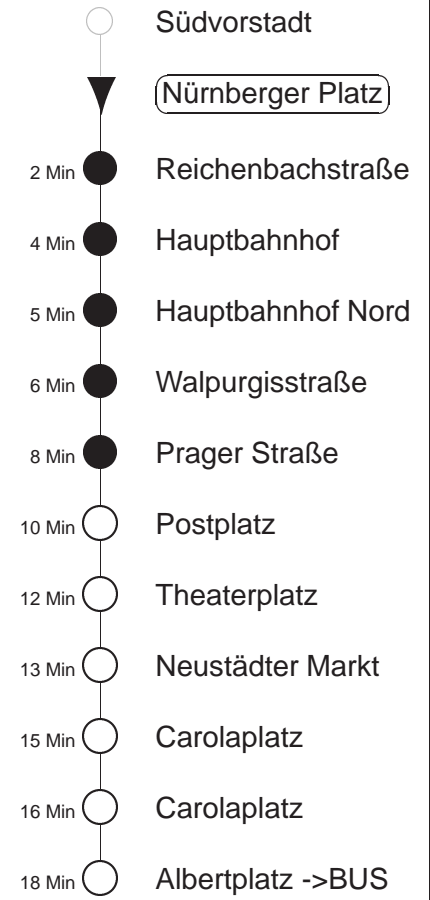 Südvorstadt
Nürnberger Platz
2 Min Reichenbachstraße
4 Min Hauptbahnhof
5 Min Hauptbahnhof Nord
6 Min Walpurgisstraße
8 Min Prager Straße
10 Min Postplatz
12 Min Theaterplatz
13 Min Neustädter Markt
15 Min Carolaplatz
16 Min Carolaplatz
18 Min Albertplatz ->BUS